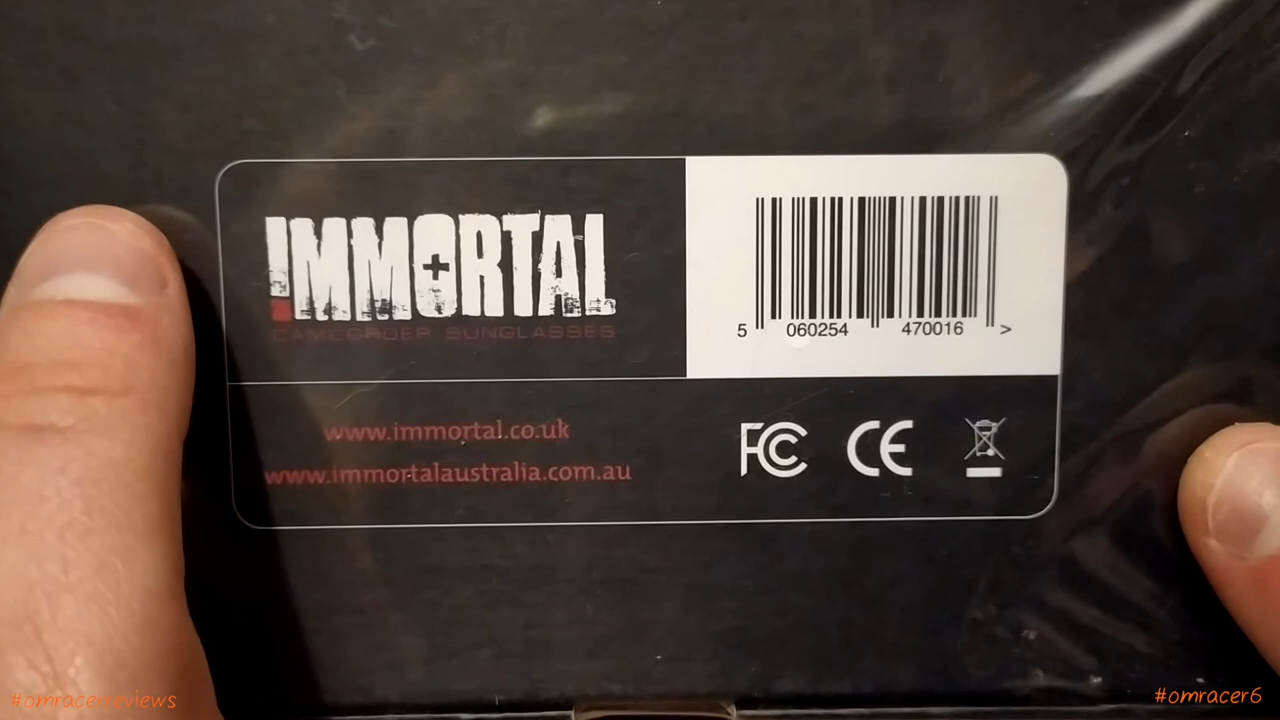 IMMORTAL
CAMCORDER SUNGLASSES
5 060254 470016 >
www.immortal.co.uk
www.immortalaustralia.com.au
FC CE
#omracerreviews
#omracer6